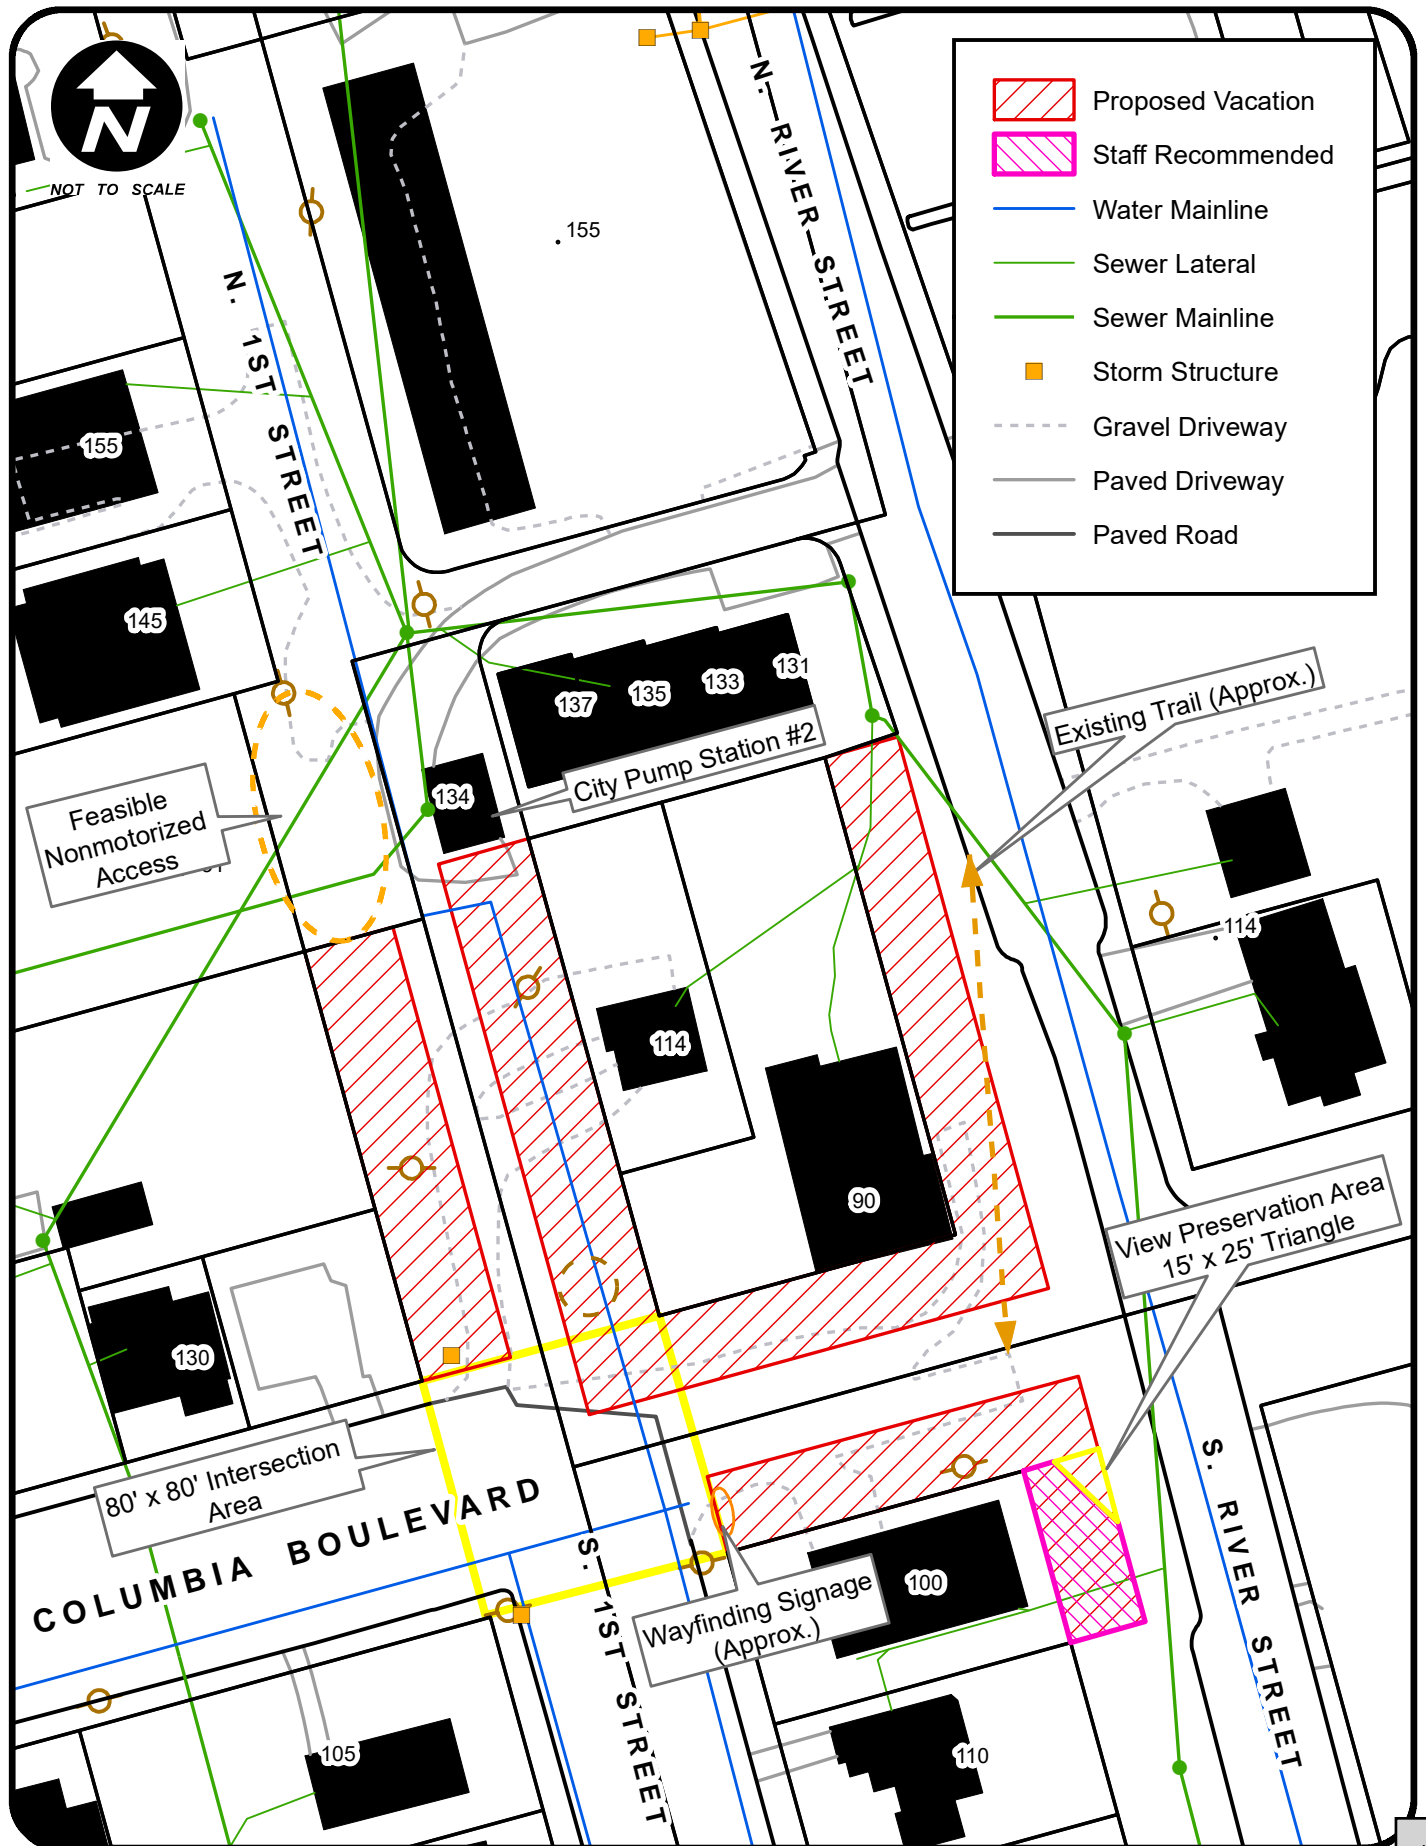 N
NOT TO SCALE
N. RIVER STREET
Proposed Vacation
Staff Recommended
Water Mainline
Sewer Lateral
Sewer Mainline
Storm Structure
Gravel Driveway
Paved Driveway
Paved Road
155
N. 1ST STREET
155
145
137
135
133
131
Existing Trail (Approx.)
City Pump Station #2
134
Feasible
Nonmotorized
Access
114
114
90
View Preservation Area
15' x 25' Triangle
130
80' x 80' Intersection
Area
COLUMBIA BOULEVARD
S. 1ST STREET
Wayfinding Signage
(Approx.)
100
S. RIVER STREET
105
110